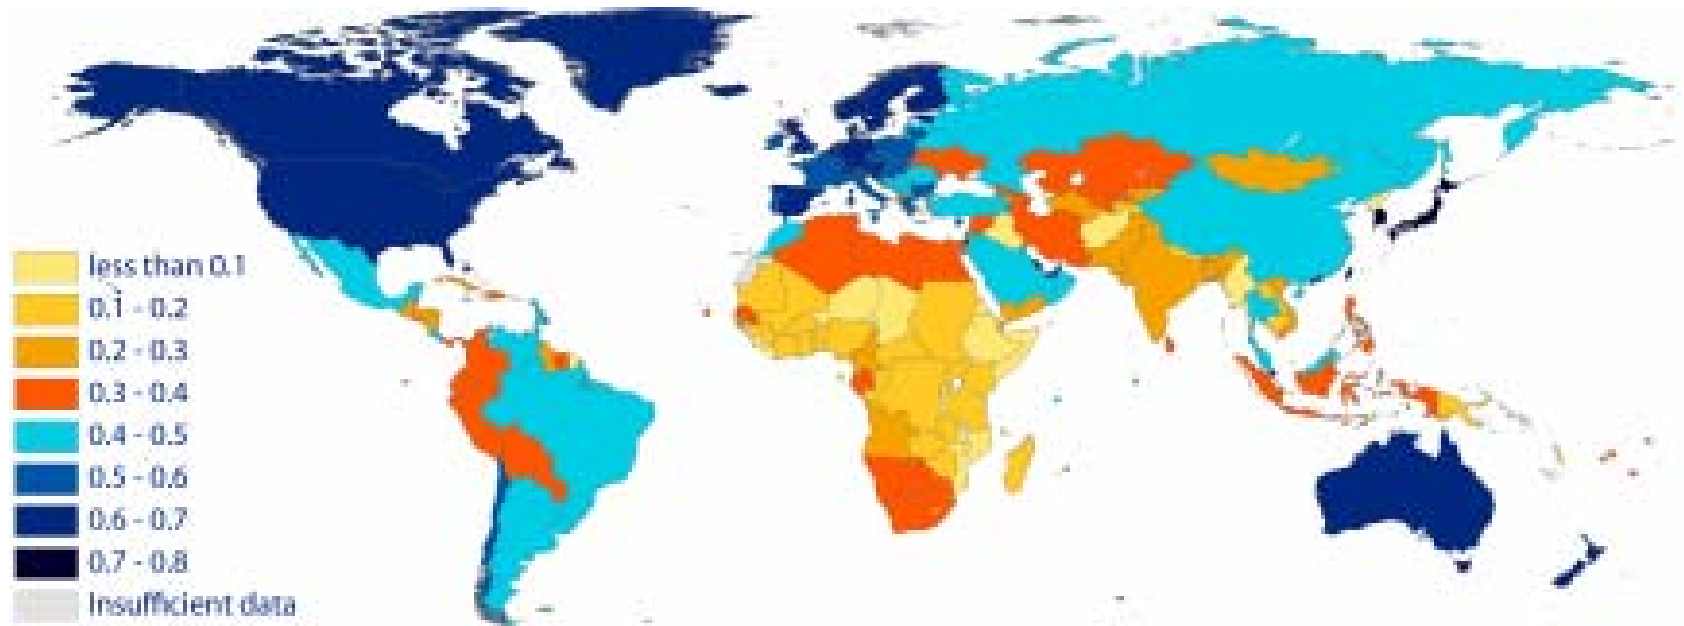 less than 0.1
0.1 - 0.2
0.2 - 0.3
0.3 - 0.4
0.4 - 0.5
0.5 - 0.6
0.6 - 0.7
0.7 - 0.8
Insufficient data